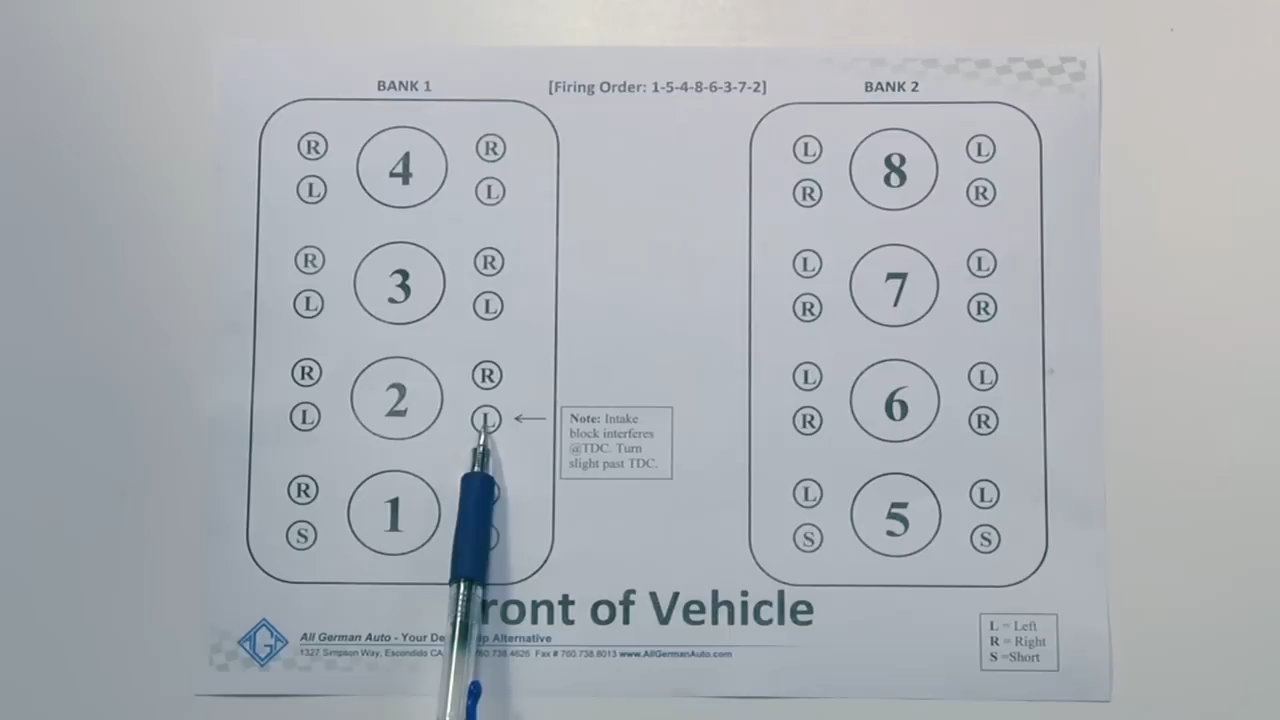 BANK 1
[Firing Order: 1-5-4-8-6-3-7-2]
BANK 2
R 4 R
L L
R 3 R
L L
R 2 R
L L
R 1
S
L 8 L
R R
L 7 L
R R
L 6 L
R R
L 5 L
S S
Note: Intake
block interferes
@TDC. Turn
slight past TDC.
ront of Vehicle
All German Auto - Your De Alternative
1327 Simpson Way, Escondido CA 760.738.4626 Fax # 760.738.8013 www.AllGermanAuto.com
L = Left
R = Right
S =Short